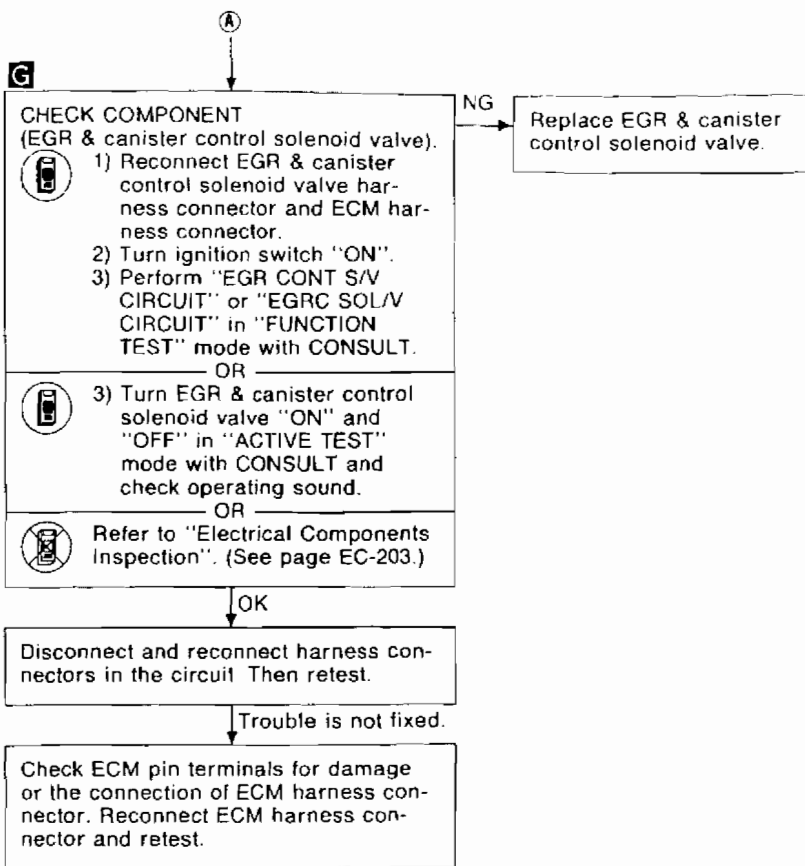 A
G
CHECK COMPONENT
(EGR & canister control solenoid valve).
1) Reconnect EGR & canister
control solenoid valve har-
ness connector and ECM har-
ness connector.
2) Turn ignition switch "ON".
3) Perform "EGR CONT S/V
CIRCUIT" or "EGRC SOL/V
CIRCUIT" in "FUNCTION
TEST" mode with CONSULT.
OR
3) Turn EGR & canister control
solenoid valve "ON" and
"OFF" in "ACTIVE TEST"
mode with CONSULT and
check operating sound.
OR
Refer to "Electrical Components
Inspection". (See page EC-203.)
NG
Replace EGR & canister
control solenoid valve.
OK
Disconnect and reconnect harness con-
nectors in the circuit Then retest.
Trouble is not fixed.
Check ECM pin terminals for damage
or the connection of ECM harness con-
nector. Reconnect ECM harness con-
nector and retest.